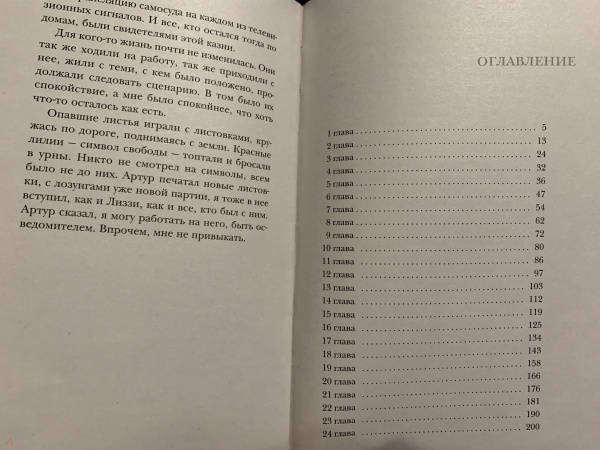 трансляцию самосуда на каждом из телеви-
зионных сигналов. И все, кто остался тогда по
домам, были свидетелями этой казни.
Для кого-то жизнь почти не изменилась. Они
так же ходили на работу, так же приходили с
нее, жили с теми, с кем было положено, про-
должали следовать сценарию. В том было их
спокойствие, а мне было спокойнее, что хоть
что-то осталось как есть.
Опавшие листья играли с листовками, кру-
жась по дороге, поднимаясь с земли. Красные
лилии — символ свободы — топтали и бросали
в урны. Никто не смотрел на символы, всем
было не до них. Артур печатал новые листов-
ки, с лозунгами уже новой партии, я тоже в нее
вступил, как и Лиззи, как и все, кто был с ним.
Артур сказал, я могу работать на него, быть ос-
ведомителем. Впрочем, мне не привыкать.
ОГЛАВЛЕНИЕ
1 глава . . . . . . . . . . . . . . . . . . . . 5
2 глава . . . . . . . . . . . . . . . . . . . . 13
3 глава . . . . . . . . . . . . . . . . . . . . 24
4 глава . . . . . . . . . . . . . . . . . . . . 32
5 глава . . . . . . . . . . . . . . . . . . . . 36
6 глава . . . . . . . . . . . . . . . . . . . . 47
7 глава . . . . . . . . . . . . . . . . . . . . 54
8 глава . . . . . . . . . . . . . . . . . . . . 62
9 глава . . . . . . . . . . . . . . . . . . . . 72
10 глава . . . . . . . . . . . . . . . . . . . . 80
11 глава . . . . . . . . . . . . . . . . . . . . 86
12 глава . . . . . . . . . . . . . . . . . . . . 97
13 глава . . . . . . . . . . . . . . . . . . . . 103
14 глава . . . . . . . . . . . . . . . . . . . . 112
15 глава . . . . . . . . . . . . . . . . . . . . 119
16 глава . . . . . . . . . . . . . . . . . . . . 125
17 глава . . . . . . . . . . . . . . . . . . . . 134
18 глава . . . . . . . . . . . . . . . . . . . . 143
19 глава . . . . . . . . . . . . . . . . . . . . 158
20 глава . . . . . . . . . . . . . . . . . . . . 166
21 глава . . . . . . . . . . . . . . . . . . . . 176
22 глава . . . . . . . . . . . . . . . . . . . . 181
23 глава . . . . . . . . . . . . . . . . . . . . 190
24 глава . . . . . . . . . . . . . . . . . . . . 200